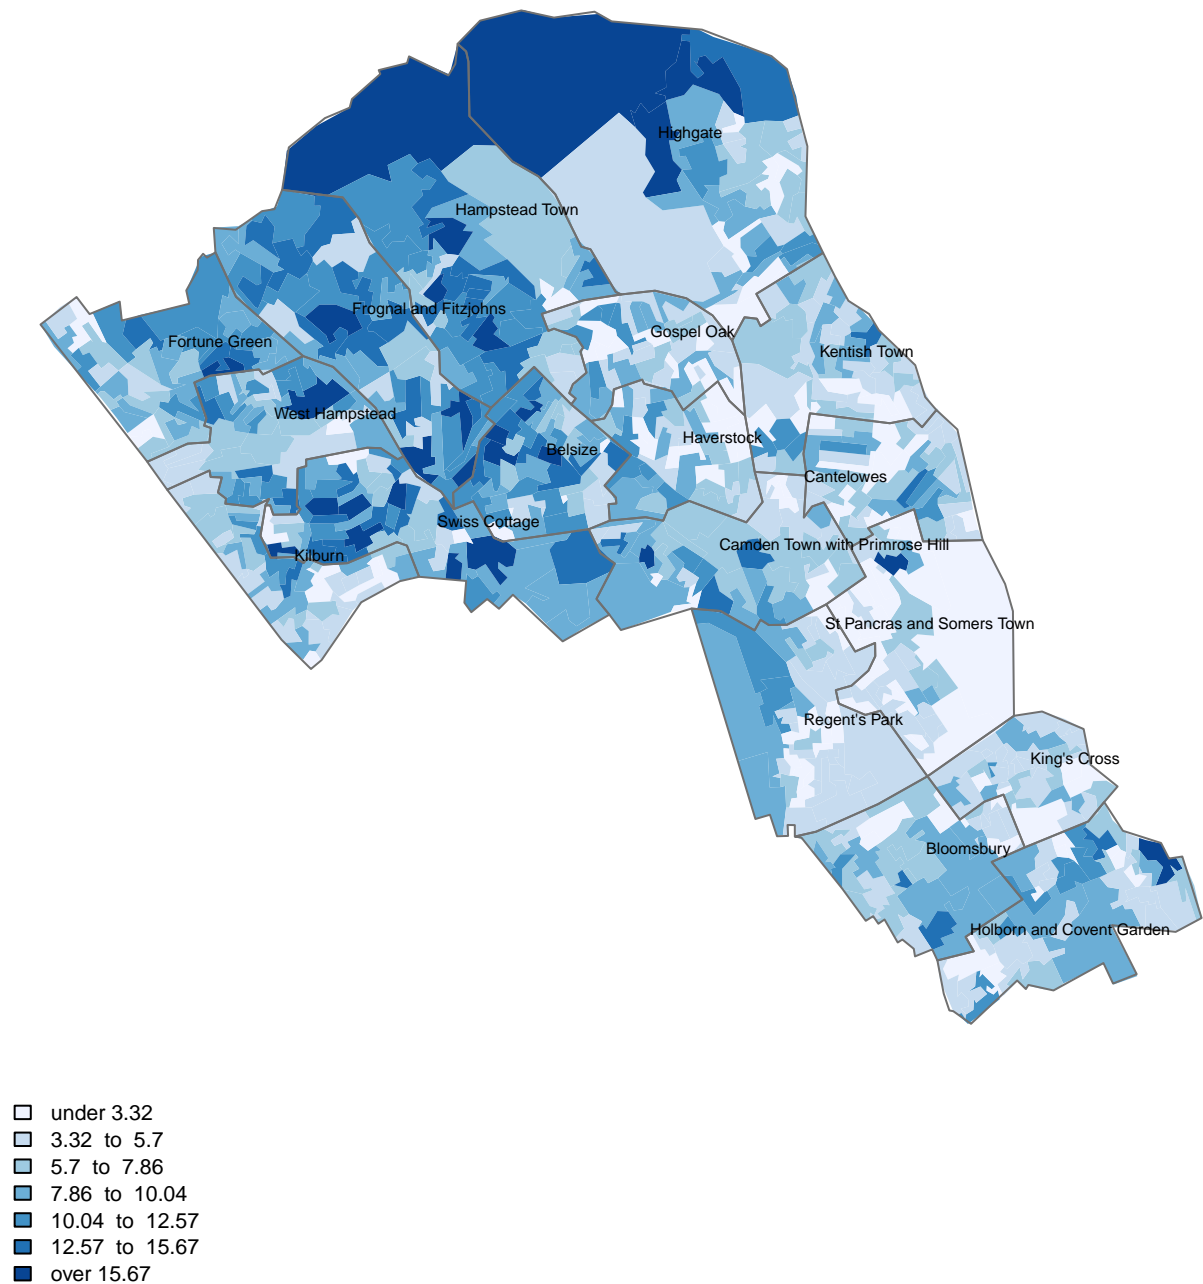 Highgate
Hampstead Town
Frognal and Fitzjohns
Gospel Oak
Fortune Green
Kentish Town
West Hampstead
Haverstock
Belsize
Cantelowes
Swiss Cottage
Camden Town with Primrose Hill
Kilburn
St Pancras and Somers Town
Regent's Park
King's Cross
Bloomsbury
Holborn and Covent Garden
under 3.32
3.32 to 5.7
5.7 to 7.86
7.86 to 10.04
10.04 to 12.57
12.57 to 15.67
over 15.67